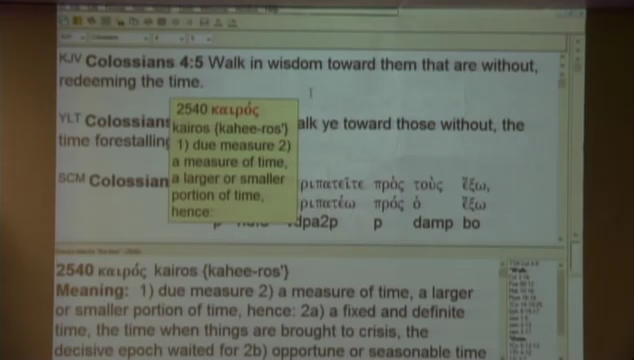 KJV Colossians 4:5 Walk in wisdom toward them that are without,
redeeming the time.
YLT Colossians
alk ye toward those without, the
time forestalling
2540 καιρός
kairos {kahee-ros'}
1) due measure 2)
a measure of time,
a larger or smaller
portion of time,
hence:
SCM Colossian
ριπατεῖτε πρὸς τοὺς ἔξω,
ριπατέω πρός ὁ ἔξω
dpa2p p damp bo
2540 καιρός kairos {kahee-ros'}
Meaning: 1) due measure 2) a measure of time, a larger
or smaller portion of time, hence: 2a) a fixed and definite
time, the time when things are brought to crisis, the
decisive epoch waited for 2b) opportune or seasonable time